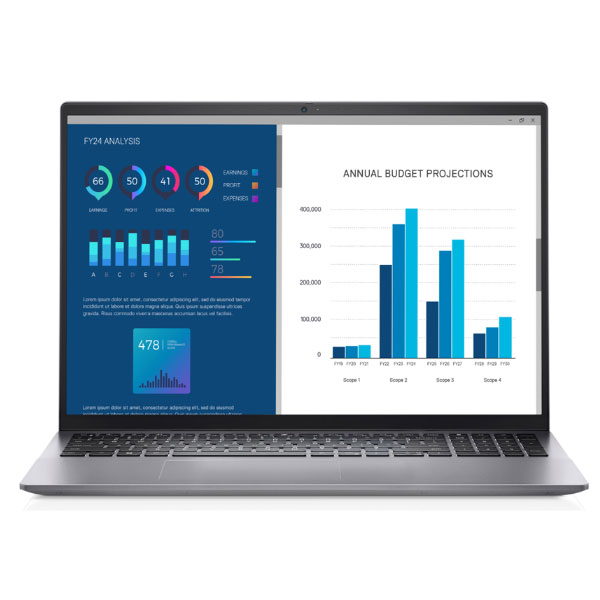 FY24 ANALYSIS
66
50
41
50
EARNINGS
PROFIT
EXPENSES
ATTRITION
EARNINGS
PROFIT
EXPENSES
80
65
78
A B C D E F G H
Lorem ipsum dolor sit amet, consectetur adipiscing elit, sed do eiusmod tempor
incididunt ut labore et dolore magna aliqua. Quis ipsum suspendisse ultrices
gravida. Risus commodo viverra maecenas accumsan lacus vel facilisis.
478
Lorem ipsum dolor sit amet, consectetur adipiscing elit, sed do eiusmod tempor
ANNUAL BUDGET PROJECTIONS
400,000
300,000
200,000
100,000
0
FY19 FY20 FY21
FY22 FY23 FY24
FY25 FY26 FY27
FY28 FY29 FY30
Scope 1
Scope 2
Scope 3
Scope 4